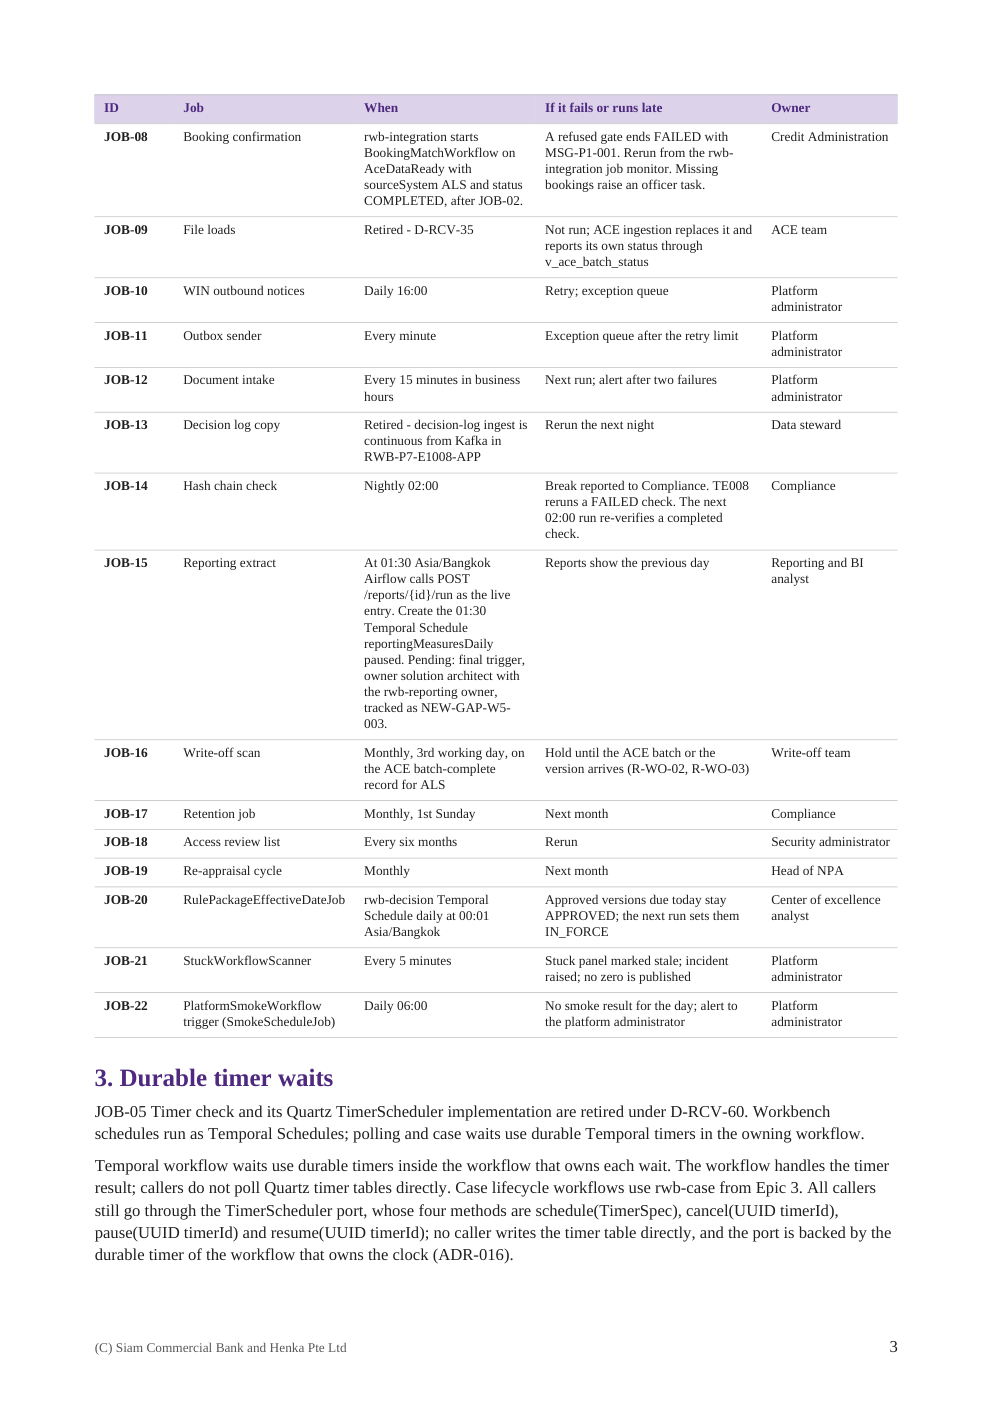 ID Job When If it fails or runs late Owner
JOB-08 Booking confirmation rwb-integration starts A refused gate ends FAILED with Credit Administration
BookingMatchWorkflow on MSG-P1-001. Rerun from the rwb-
AceDataReady with integration job monitor. Missing
sourceSystem ALS and status bookings raise an officer task.
COMPLETED, after JOB-02.
JOB-09 File loads Retired - D-RCV-35 Not run; ACE ingestion replaces it and ACE team
reports its own status through
v_ace_batch_status
JOB-10 WIN outbound notices Daily 16:00 Retry; exception queue Platform
administrator
JOB-11 Outbox sender Every minute Exception queue after the retry limit Platform
administrator
JOB-12 Document intake Every 15 minutes in business Next run; alert after two failures Platform
hours administrator
JOB-13 Decision log copy Retired - decision-log ingest is Rerun the next night Data steward
continuous from Kafka in
RWB-P7-E1008-APP
JOB-14 Hash chain check Nightly 02:00 Break reported to Compliance. TE008 Compliance
reruns a FAILED check. The next
02:00 run re-verifies a completed
check.
JOB-15 Reporting extract At 01:30 Asia/Bangkok Reports show the previous day Reporting and BI
Airflow calls POST analyst
/reports/{id}/run as the live
entry. Create the 01:30
Temporal Schedule
reportingMeasuresDaily
paused. Pending: final trigger,
owner solution architect with
the rwb-reporting owner,
tracked as NEW-GAP-W5-
003.
JOB-16 Write-off scan Monthly, 3rd working day, on Hold until the ACE batch or the Write-off team
the ACE batch-complete version arrives (R-WO-02, R-WO-03)
record for ALS
JOB-17 Retention job Monthly, 1st Sunday Next month Compliance
JOB-18 Access review list Every six months Rerun Security administrator
JOB-19 Re-appraisal cycle Monthly Next month Head of NPA
JOB-20 RulePackageEffectiveDateJob rwb-decision Temporal Approved versions due today stay Center of excellence
Schedule daily at 00:01 APPROVED; the next run sets them analyst
Asia/Bangkok IN_FORCE
JOB-21 StuckWorkflowScanner Every 5 minutes Stuck panel marked stale; incident Platform
raised; no zero is published administrator
JOB-22 PlatformSmokeWorkflow Daily 06:00 No smoke result for the day; alert to Platform
trigger (SmokeScheduleJob) the platform administrator administrator
3. Durable timer waits
JOB-05 Timer check and its Quartz TimerScheduler implementation are retired under D-RCV-60. Workbench
schedules run as Temporal Schedules; polling and case waits use durable Temporal timers in the owning workflow.
Temporal workflow waits use durable timers inside the workflow that owns each wait. The workflow handles the timer
result; callers do not poll Quartz timer tables directly. Case lifecycle workflows use rwb-case from Epic 3. All callers
still go through the TimerScheduler port, whose four methods are schedule(TimerSpec), cancel(UUID timerId),
pause(UUID timerId) and resume(UUID timerId); no caller writes the timer table directly, and the port is backed by the
durable timer of the workflow that owns the clock (ADR-016).
(C) Siam Commercial Bank and Henka Pte Ltd 3